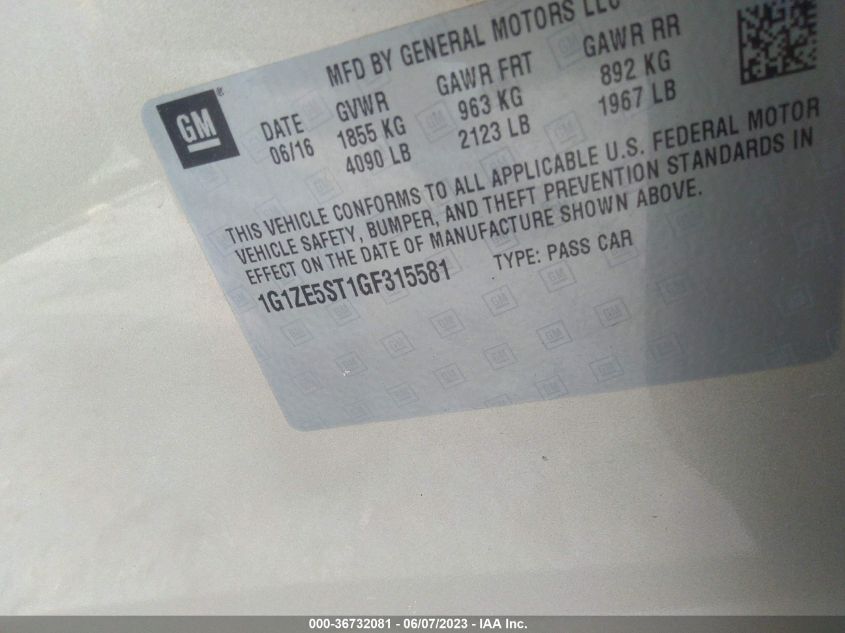 MFD BY GENERAL MOTORS LLC
GM®
DATE GVWR GAWR FRT GAWR RR
06/16 1855 KG 963 KG 892 KG
4090 LB 2123 LB 1967 LB
THIS VEHICLE CONFORMS TO ALL APPLICABLE U.S. FEDERAL MOTOR
VEHICLE SAFETY, BUMPER, AND THEFT PREVENTION STANDARDS IN
EFFECT ON THE DATE OF MANUFACTURE SHOWN ABOVE.
1G1ZE5ST1GF315581 TYPE: PASS CAR
000-36732081 - 06/07/2023 - IAA Inc.